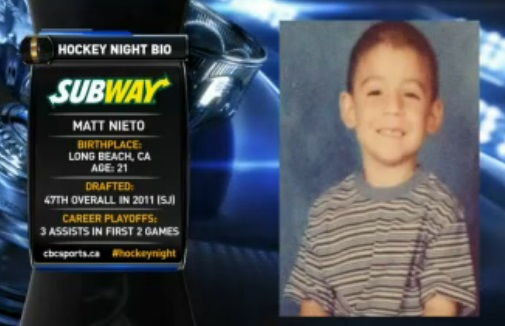 HOCKEY NIGHT BIO
SUBWAY
MATT NIETO
BIRTHPLACE:
LONG BEACH, CA
AGE: 21
DRAFTED:
47TH OVERALL IN 2011 (SJ)
CAREER PLAYOFFS:
3 ASSISTS IN FIRST 2 GAMES
cbcsports.ca #hockeynight